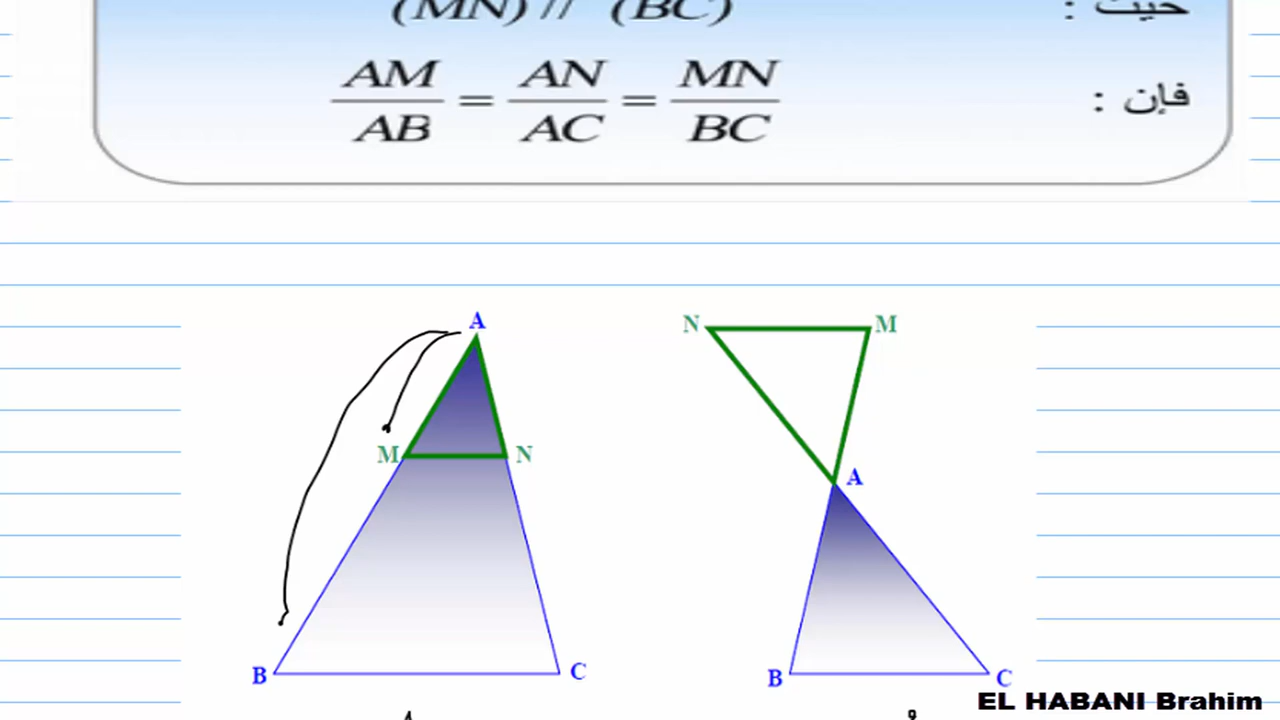 حيث : (MN) // (BC)
فإن : AM/AB = AN/AC = MN/BC
A
M N
B C
N M
A
B C
EL HABANI Brahim